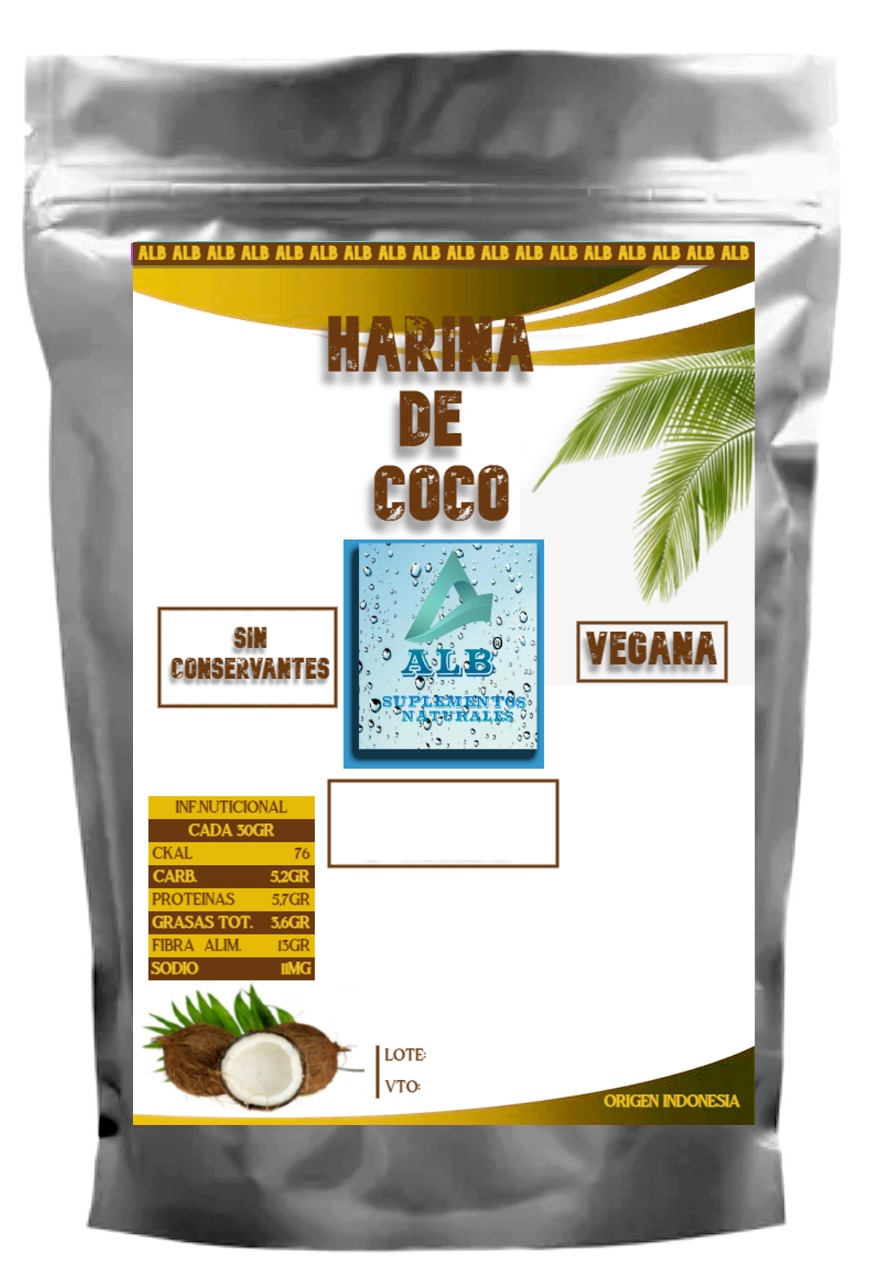 ALB ALB ALB ALB ALB ALB ALB ALB ALB ALB ALB ALB ALB ALB ALB ALB ALB ALB
HARINA
DE
COCO
SIN
CONSERVANTES
ALB®
SUPLEMENTOS
NATURALES
VEGANA
INF.NUTICIONAL
CADA 30GR
CKAL 76
CARB. 5,2GR
PROTEINAS 5,7GR
GRASAS TOT. 3,6GR
FIBRA ALIM. 13GR
SODIO 11MG
LOTE:
VTO:
ORIGEN INDONESIA